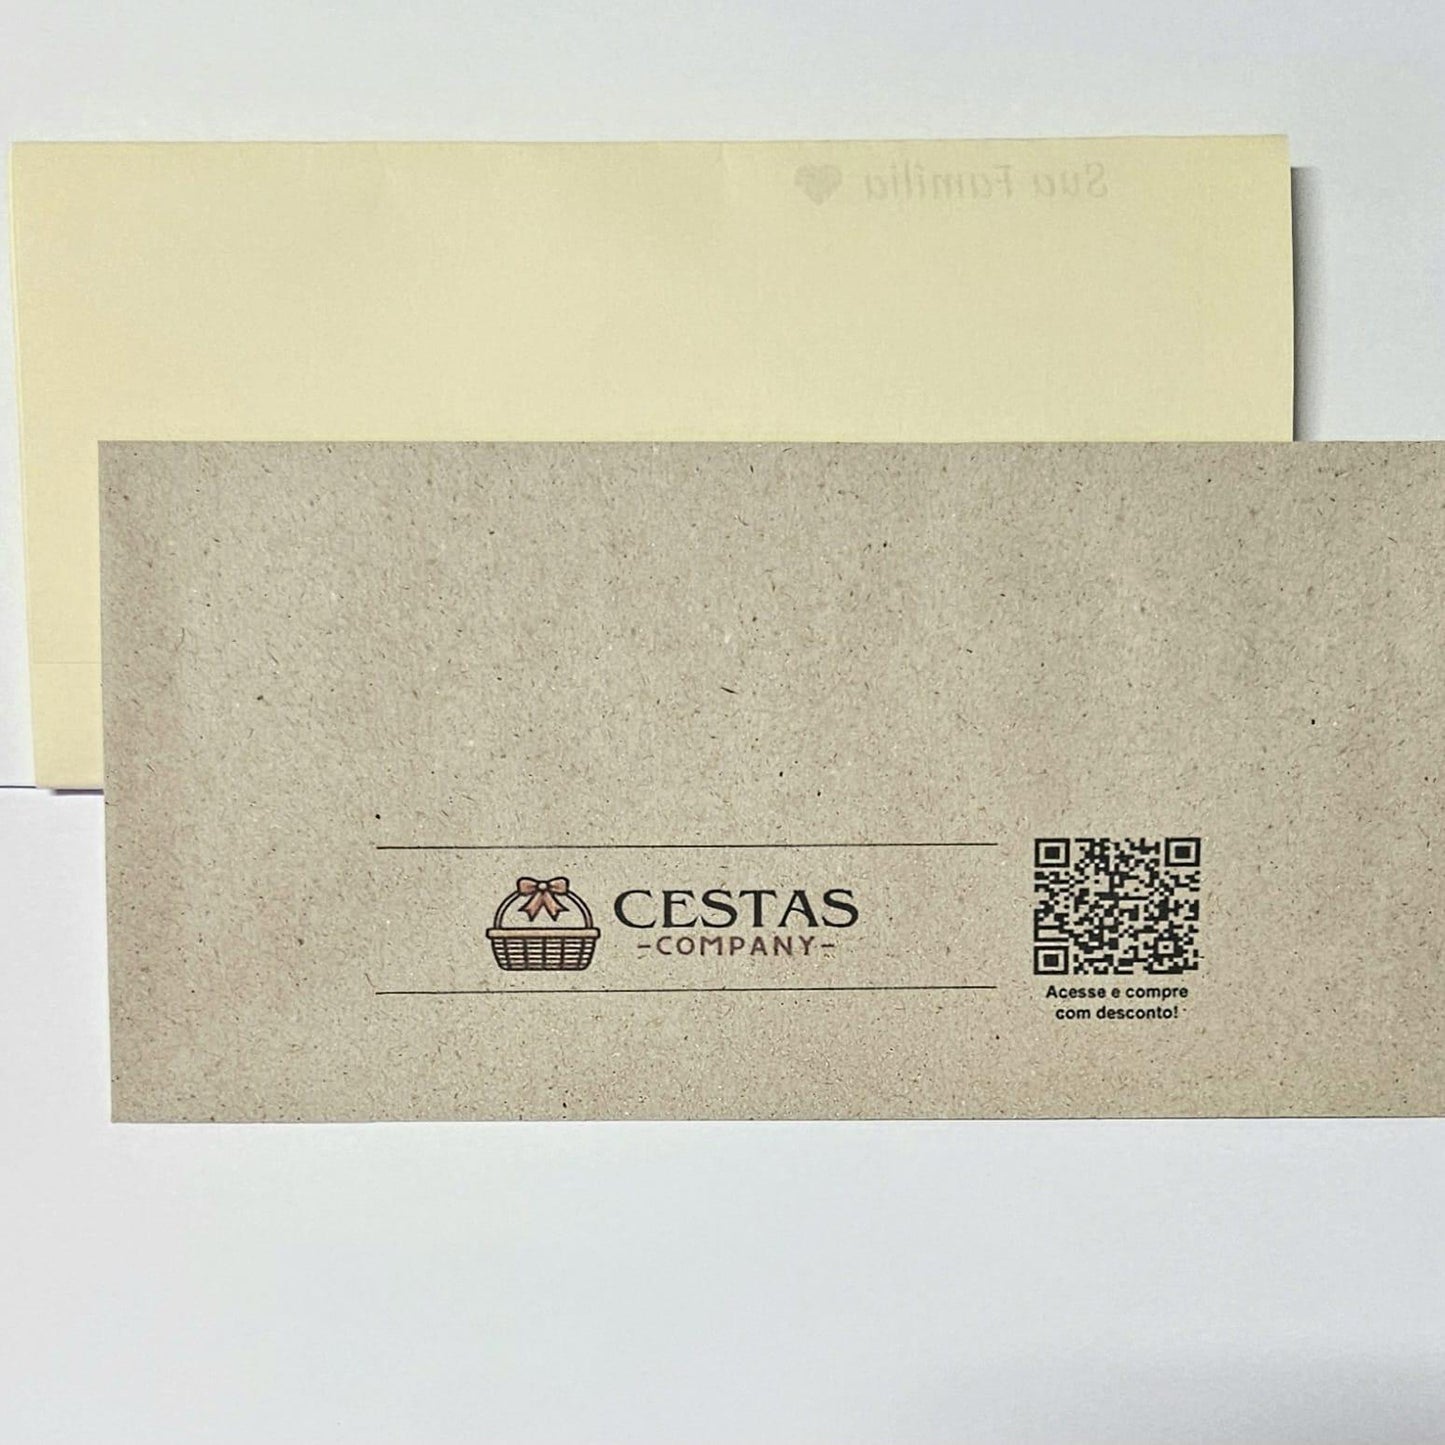 Sua Família
CESTAS
-COMPANY-
Acesse e compre
com desconto!